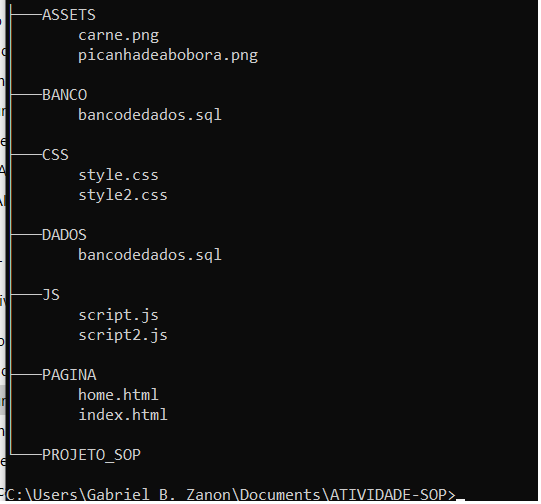 ASSETS
carne.png
picanhadeabobora.png
BANCO
bancodedados.sql
CSS
style.css
style2.css
DADOS
bancodedados.sql
JS
script.js
script2.js
PAGINA
home.html
index.html
PROJETO_SOP
C:\Users\Gabriel B. Zanon\Documents\ATIVIDADE-SOP>